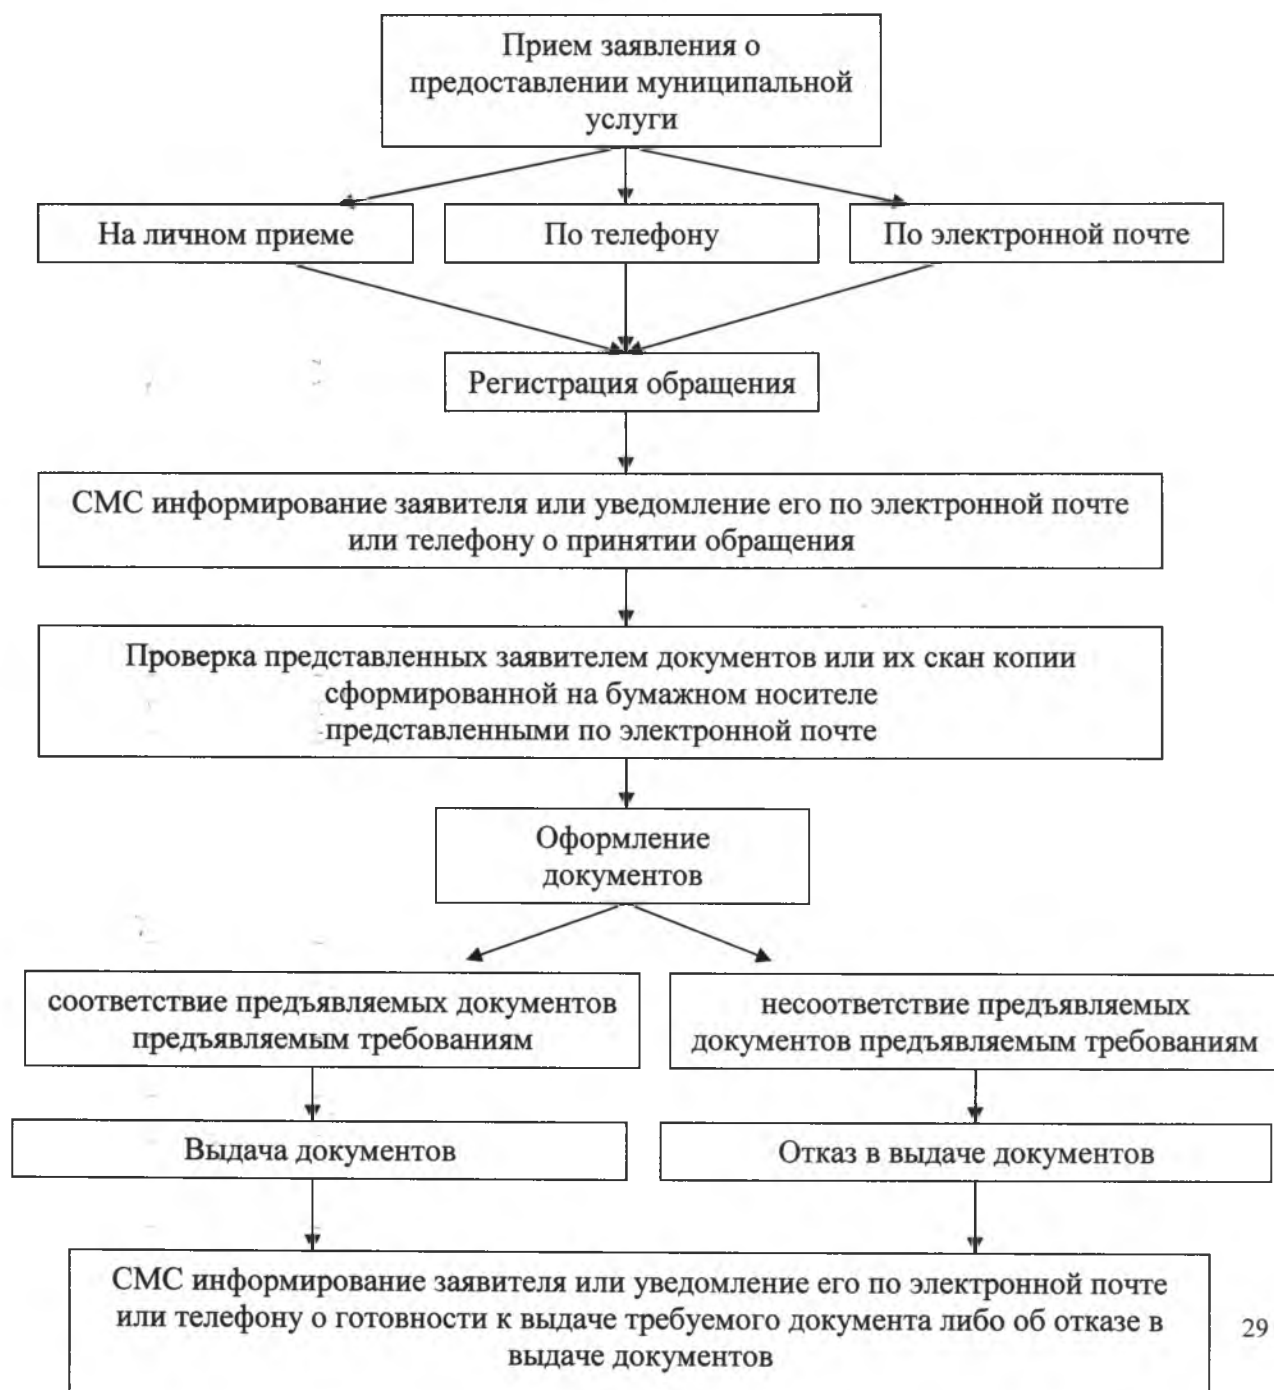 Прием заявления о
предоставлении муниципальной
услуги
На личном приеме
По телефону
По электронной почте
Регистрация обращения
СМС информирование заявителя или уведомление его по электронной почте
или телефону о принятии обращения
Проверка представленных заявителем документов или их скан копии
сформированной на бумажном носителе
представленными по электронной почте
Оформление
документов
соответствие предъявляемых документов
предъявляемым требованиям
несоответствие предъявляемых
документов предъявляемым требованиям
Выдача документов
Отказ в выдаче документов
СМС информирование заявителя или уведомление его по электронной почте
или телефону о готовности к выдаче требуемого документа либо об отказе в
выдаче документов
29